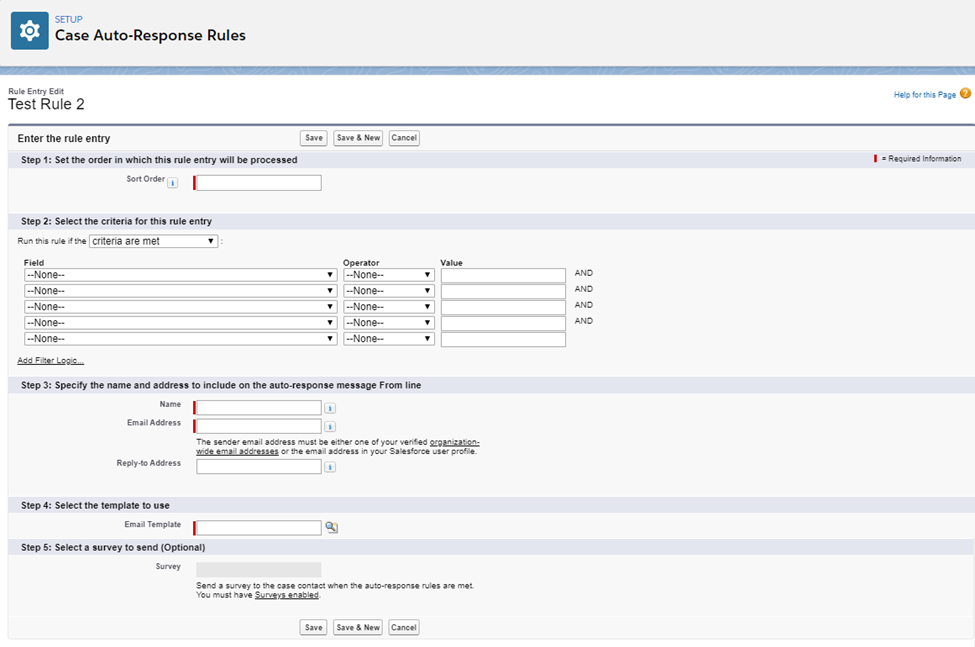 SETUP
Case Auto-Response Rules
Rule Entry Edit
Test Rule 2
Help for this Page ?
Enter the rule entry Save Save & New Cancel
Step 1: Set the order in which this rule entry will be processed = Required Information
Sort Order i
Step 2: Select the criteria for this rule entry
Run this rule if the criteria are met :
Field Operator Value
--None-- --None-- AND
--None-- --None-- AND
--None-- --None-- AND
--None-- --None-- AND
--None-- --None--
Add Filter Logic...
Step 3: Specify the name and address to include on the auto-response message From line
Name i
Email Address i
The sender email address must be either one of your verified organization-
wide email addresses or the email address in your Salesforce user profile.
Reply-to Address i
Step 4: Select the template to use
Email Template
Step 5: Select a survey to send (Optional)
Survey
Send a survey to the case contact when the auto-response rules are met.
You must have Surveys enabled.
Save Save & New Cancel